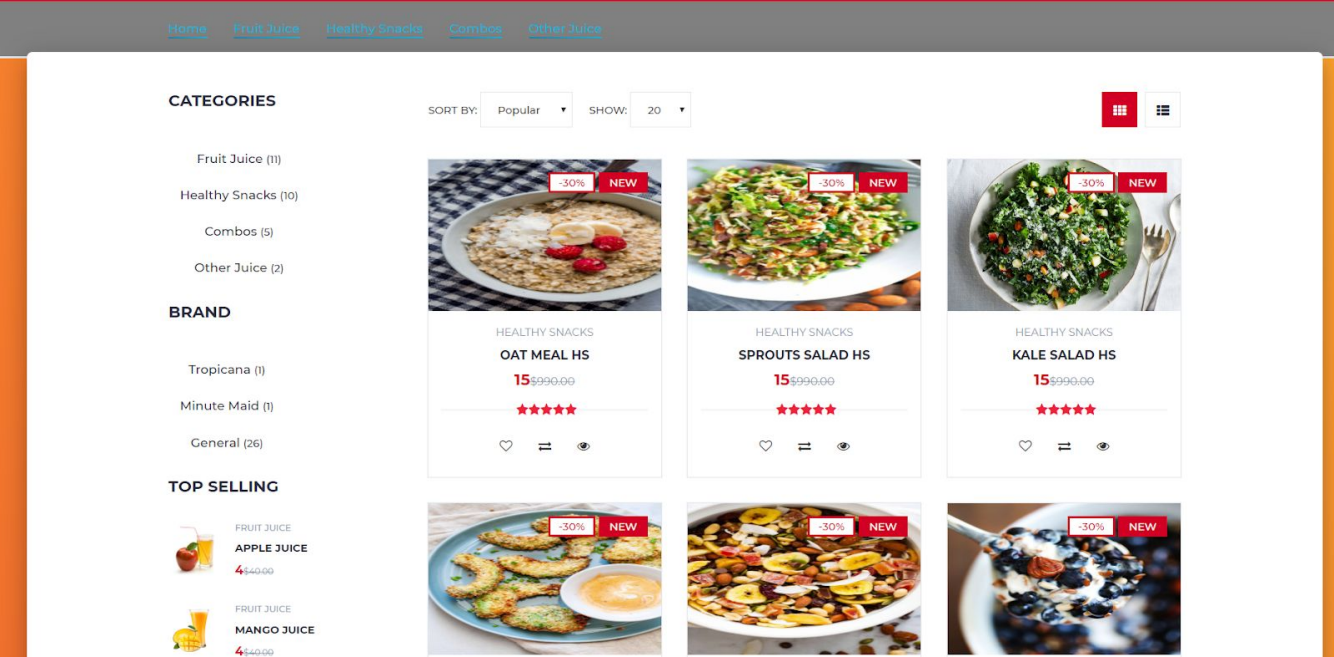 Home Fruit Juice Healthy Snacks Combos Other Juice
CATEGORIES
Fruit Juice (11)
Healthy Snacks (10)
Combos (5)
Other Juice (2)
BRAND
Tropicana (1)
Minute Maid (1)
General (26)
TOP SELLING
FRUIT JUICE
APPLE JUICE
4$40.00
FRUIT JUICE
MANGO JUICE
4$40.00
SORT BY: Popular SHOW: 20
-30% NEW
HEALTHY SNACKS
OAT MEAL HS
15$990.00
-30% NEW
HEALTHY SNACKS
SPROUTS SALAD HS
15$990.00
-30% NEW
HEALTHY SNACKS
KALE SALAD HS
15$990.00
-30% NEW
-30% NEW
-30% NEW